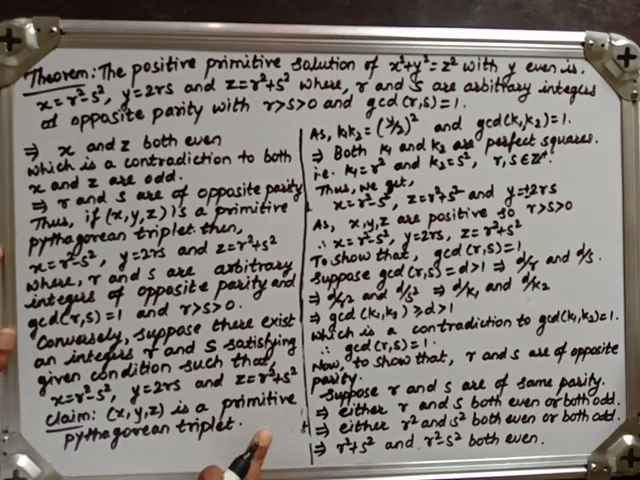 Theorem: The positive primitive solution of x²+y²=z² with y even is.
x=r²-s², y=2rs and z=r²+s² where, r and s are arbitrary integers
of opposite parity with r>s>0 and gcd(r,s)=1.
⇒ x and z both even
which is a contradiction to both
x and z are odd.
⇒ r and s are of opposite parity
Thus, if (x,y,z) is a primitive
pythagorean triplet then,
x=r²-s², y=2rs and z=r²+s²
where, r and s are arbitrary
integers of opposite parity and
gcd(r,s)=1 and r>s>0.
Conversely, suppose there exist
an integers r and s satisfying
given condition such that,
x=r²-s², y=2rs and z=r²+s²
Claim: (x,y,z) is a primitive
pythagorean triplet.
As, k₁k₂=(y/2)² and gcd(k₁,k₂)=1.
⇒ Both k₁ and k₂ are perfect squares.
i.e. k₁=r² and k₂=s², r,s∈Z⁺.
Thus, we get,
x=r²-s², z=r²+s² and y=±2rs
As, x,y,z are positive so r>s>0
∴ x=r²-s², y=2rs, z=r²+s²
To show that, gcd(r,s)=1
Suppose gcd(r,s)=d>1 ⇒ d/r and d/s.
⇒ d/r² and d/s² ⇒ d/k₁ and d/k₂
⇒ gcd(k₁,k₂)≥d>1
which is a contradiction to gcd(k₁,k₂)=1.
∴ gcd(r,s)=1.
Now, to show that, r and s are of opposite
parity.
Suppose r and s are of same parity.
⇒ either r and s both even or both odd.
⇒ either r² and s² both even or both odd.
⇒ r²+s² and r²-s² both even.